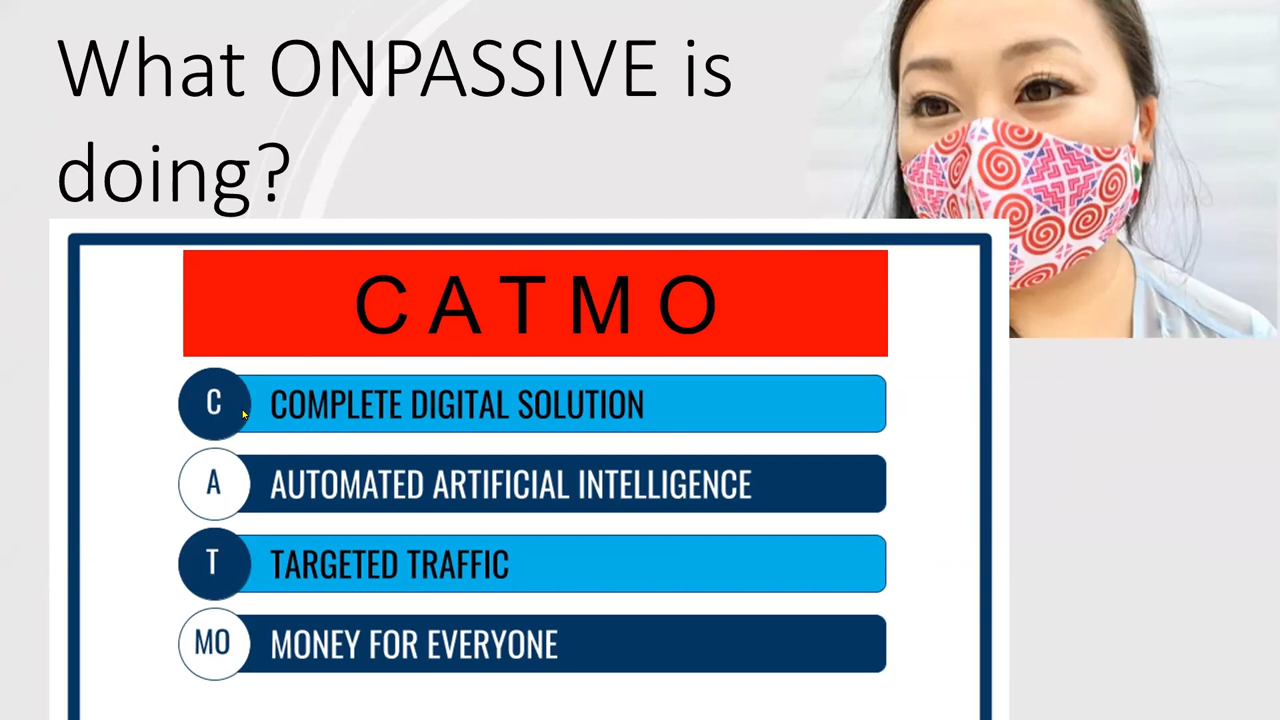 What ONPASSIVE is
doing?
C A T M O
C COMPLETE DIGITAL SOLUTION
A AUTOMATED ARTIFICIAL INTELLIGENCE
T TARGETED TRAFFIC
MO MONEY FOR EVERYONE